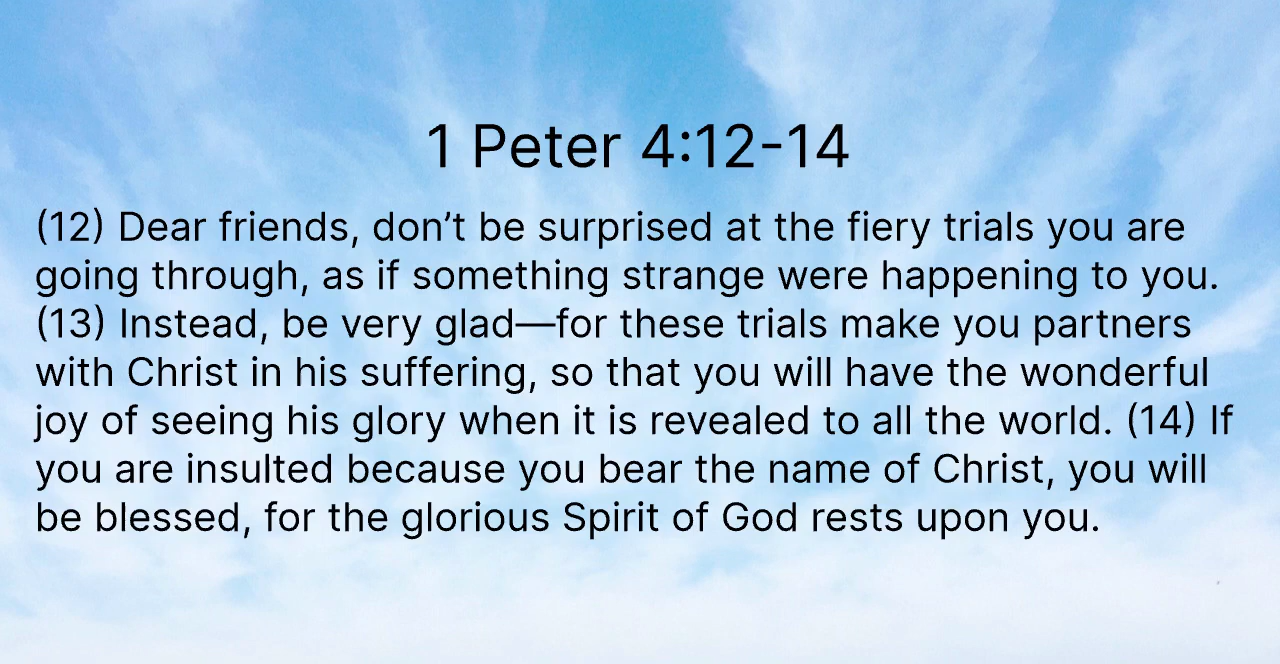 1 Peter 4:12-14
(12) Dear friends, don’t be surprised at the fiery trials you are
going through, as if something strange were happening to you.
(13) Instead, be very glad—for these trials make you partners
with Christ in his suffering, so that you will have the wonderful
joy of seeing his glory when it is revealed to all the world. (14) If
you are insulted because you bear the name of Christ, you will
be blessed, for the glorious Spirit of God rests upon you.